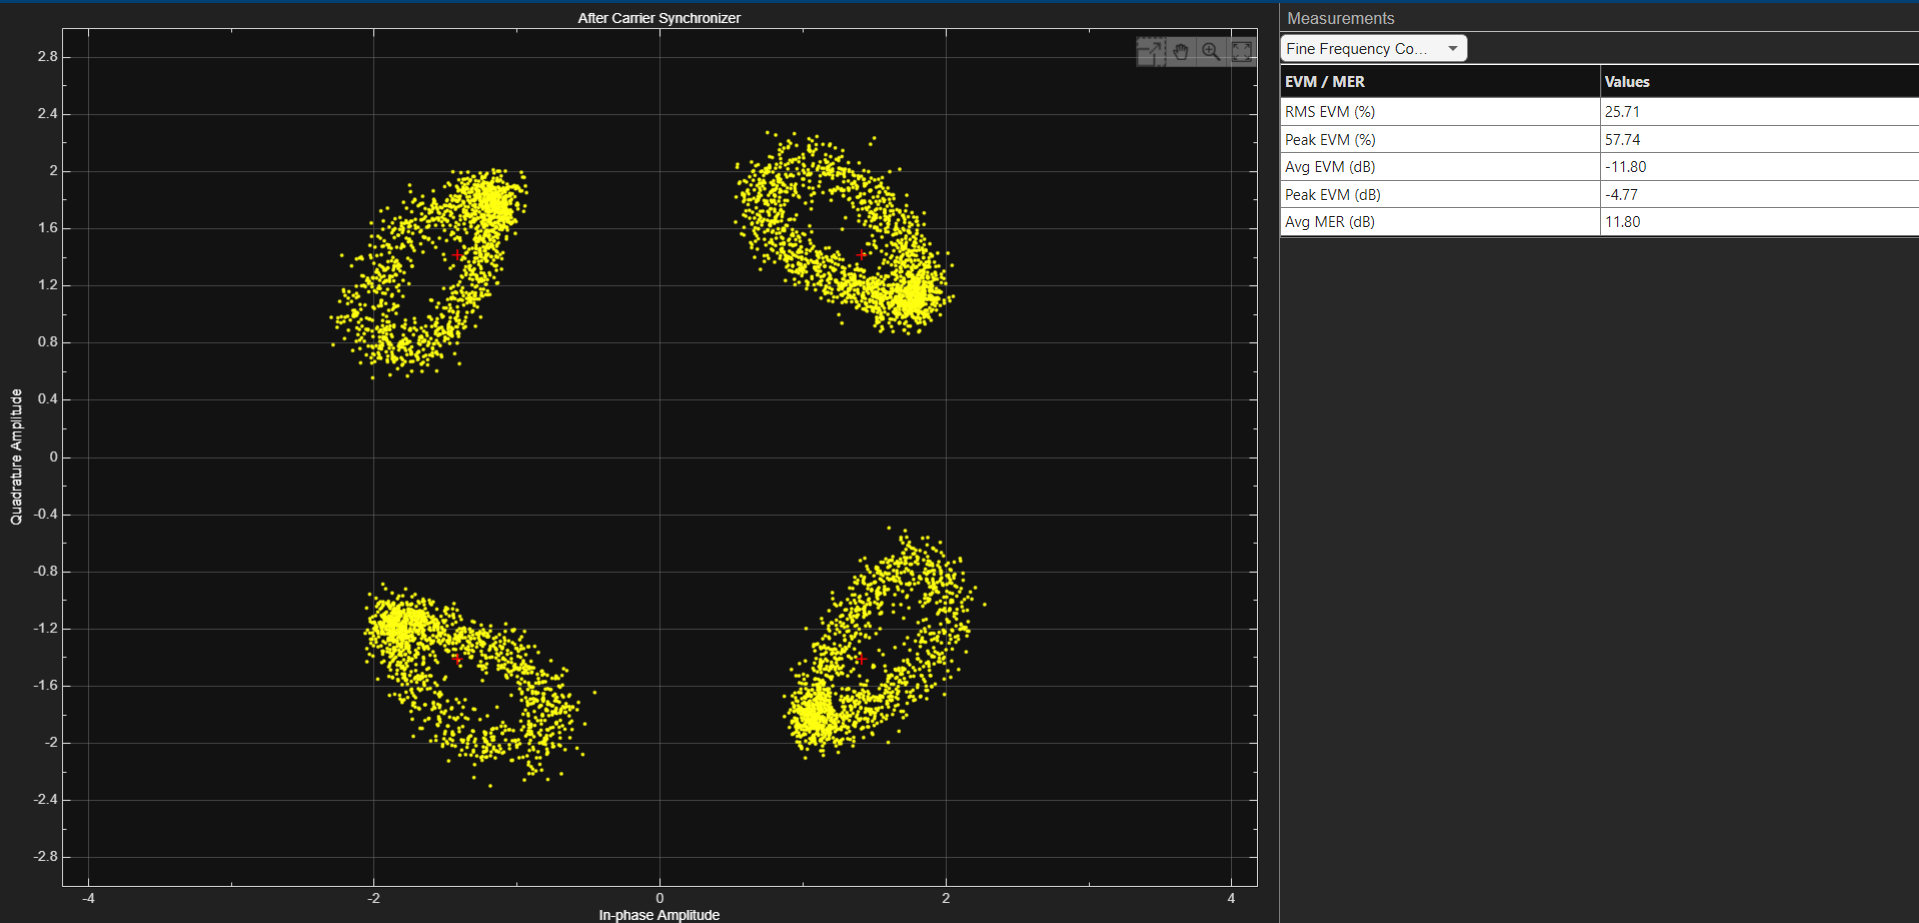 After Carrier Synchronizer
2.8
2.4
2
1.6
1.2
0.8
0.4
0
-0.4
-0.8
-1.2
-1.6
-2
-2.4
-2.8
Quadrature Amplitude
-4
-2
0
2
4
In-phase Amplitude
Measurements
Fine Frequency Co...
EVM / MER Values
RMS EVM (%) 25.71
Peak EVM (%) 57.74
Avg EVM (dB) -11.80
Peak EVM (dB) -4.77
Avg MER (dB) 11.80